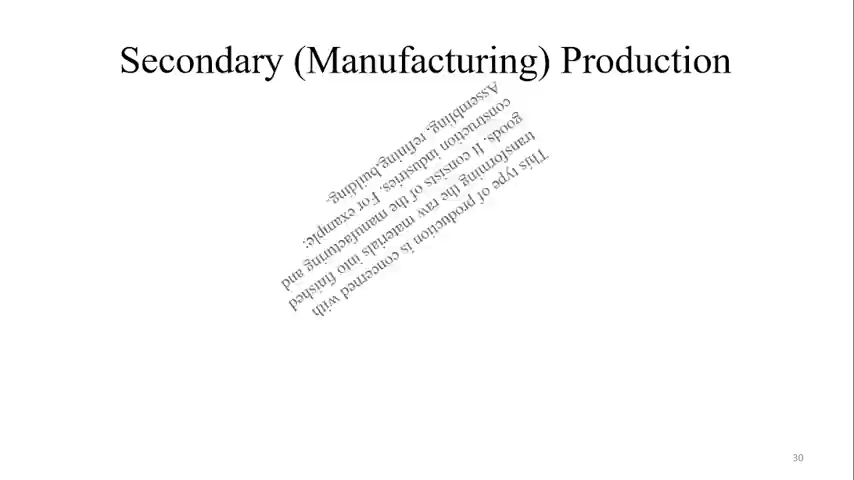 Secondary (Manufacturing) Production
This type of production is concerned with
transforming the raw materials into finished
goods. It consists of the manufacturing and
construction industries. For example:
Assembling, refining, building.
30